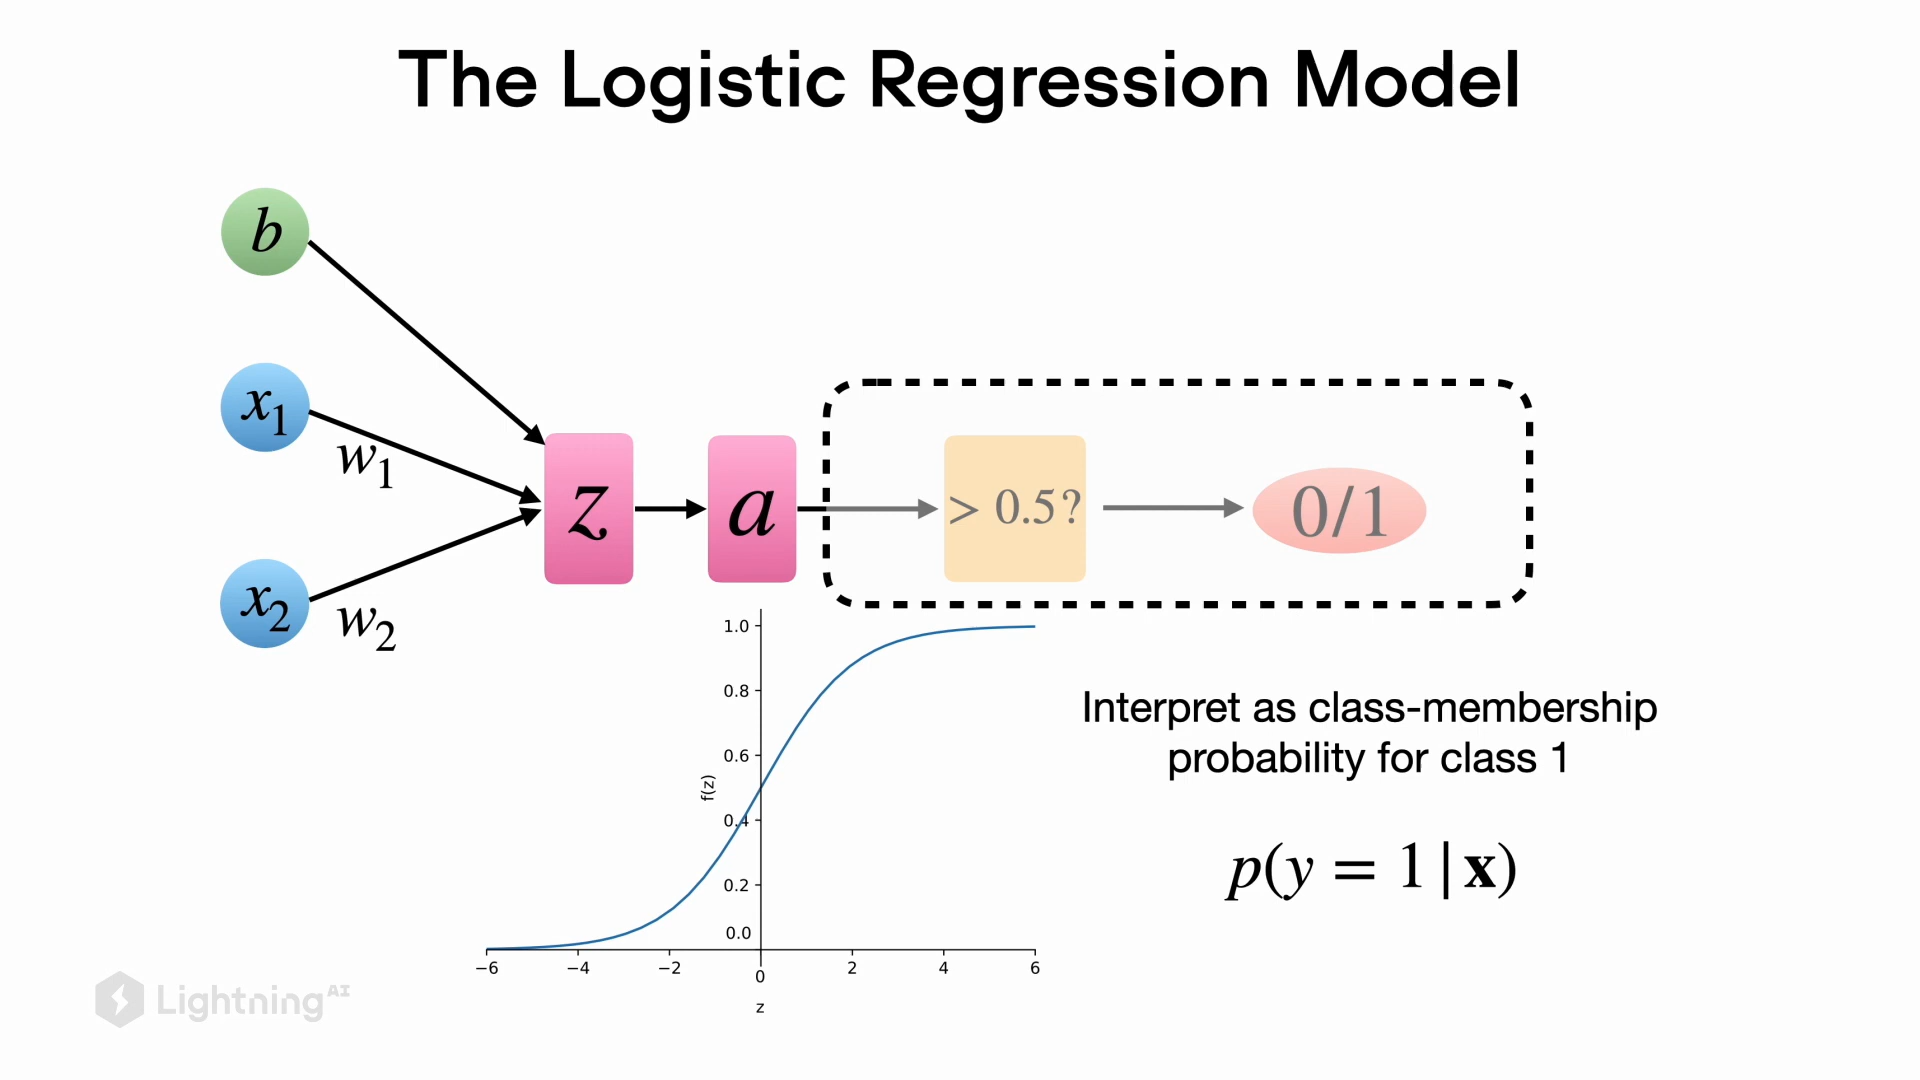 The Logistic Regression Model
b
x₁
w₁
x₂
w₂
z
a
> 0.5?
0/1
1.0
0.8
0.6
0.4
0.2
0.0
f(z)
−6 −4 −2 0 2 4 6
z
Interpret as class-membership
probability for class 1
p(y = 1 | x)
Lightning AI